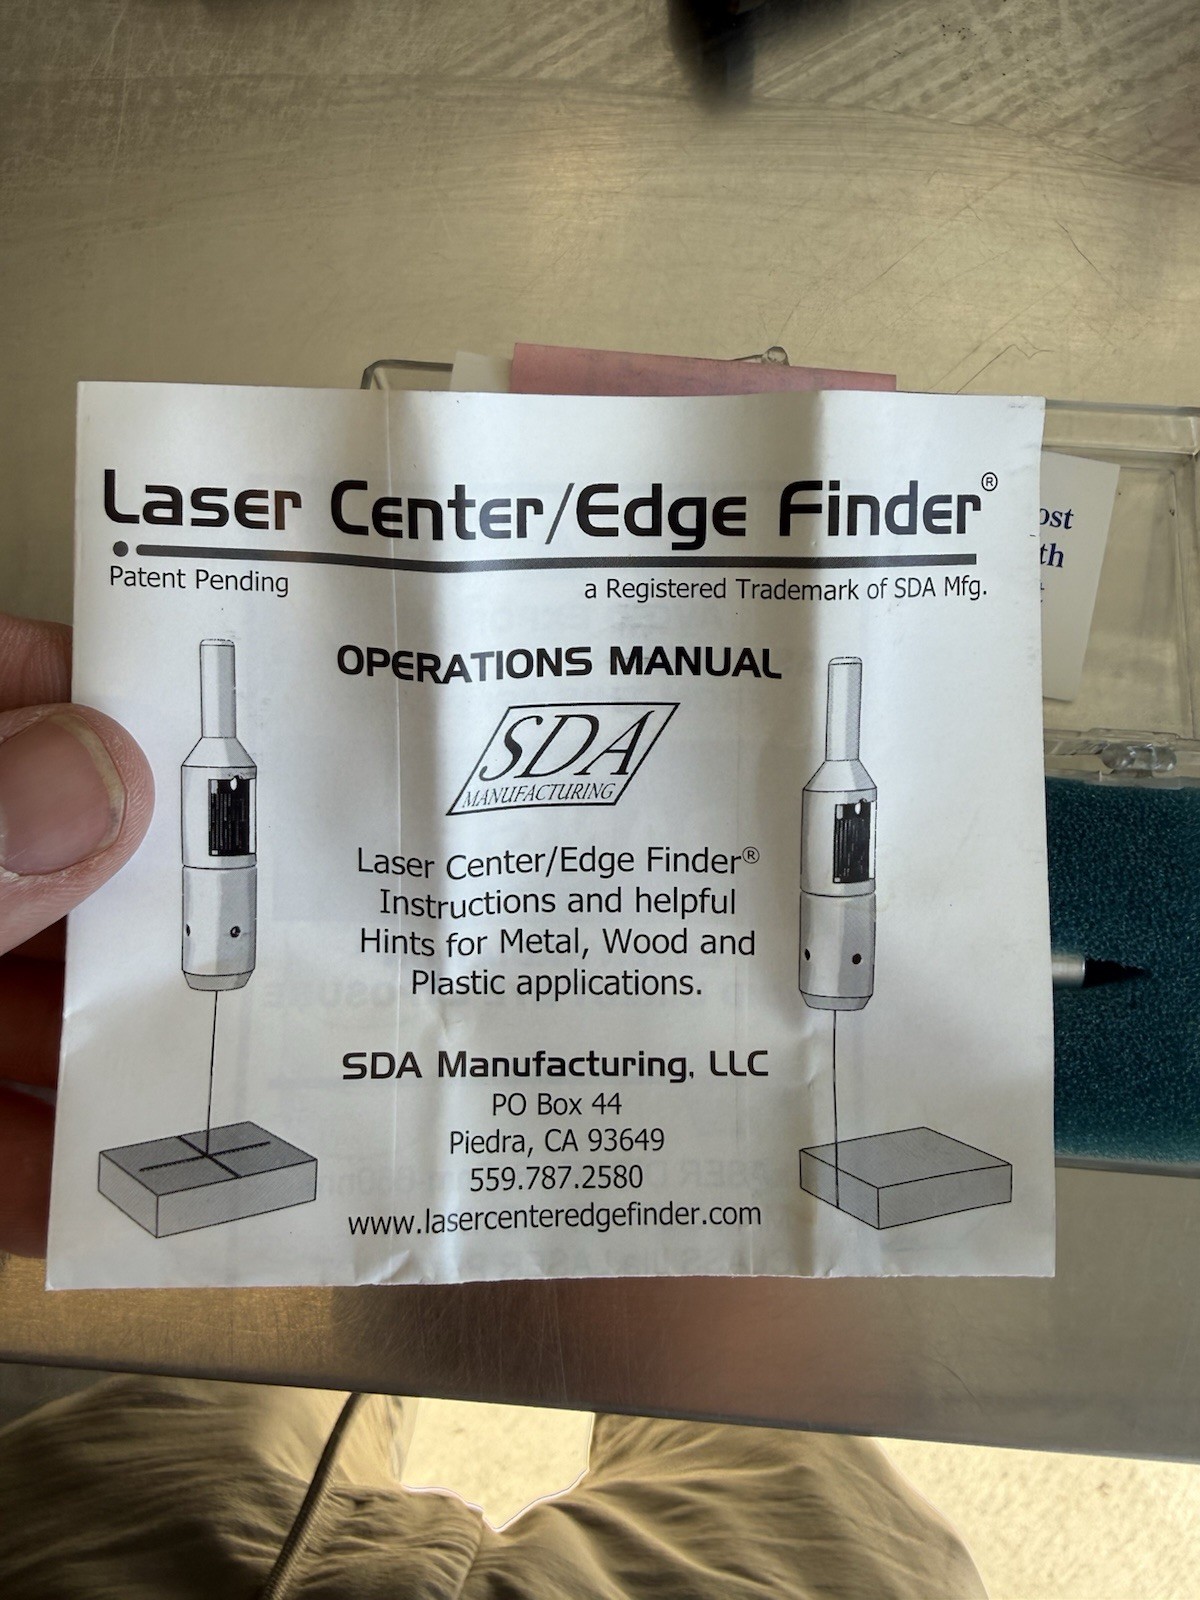 Laser Center/Edge Finder®
Patent Pending
a Registered Trademark of SDA Mfg.
OPERATIONS MANUAL
SDA
MANUFACTURING
Laser Center/Edge Finder®
Instructions and helpful
Hints for Metal, Wood and
Plastic applications.
SDA Manufacturing, LLC
PO Box 44
Piedra, CA 93649
559.787.2580
www.lasercenteredgefinder.com
ost
th